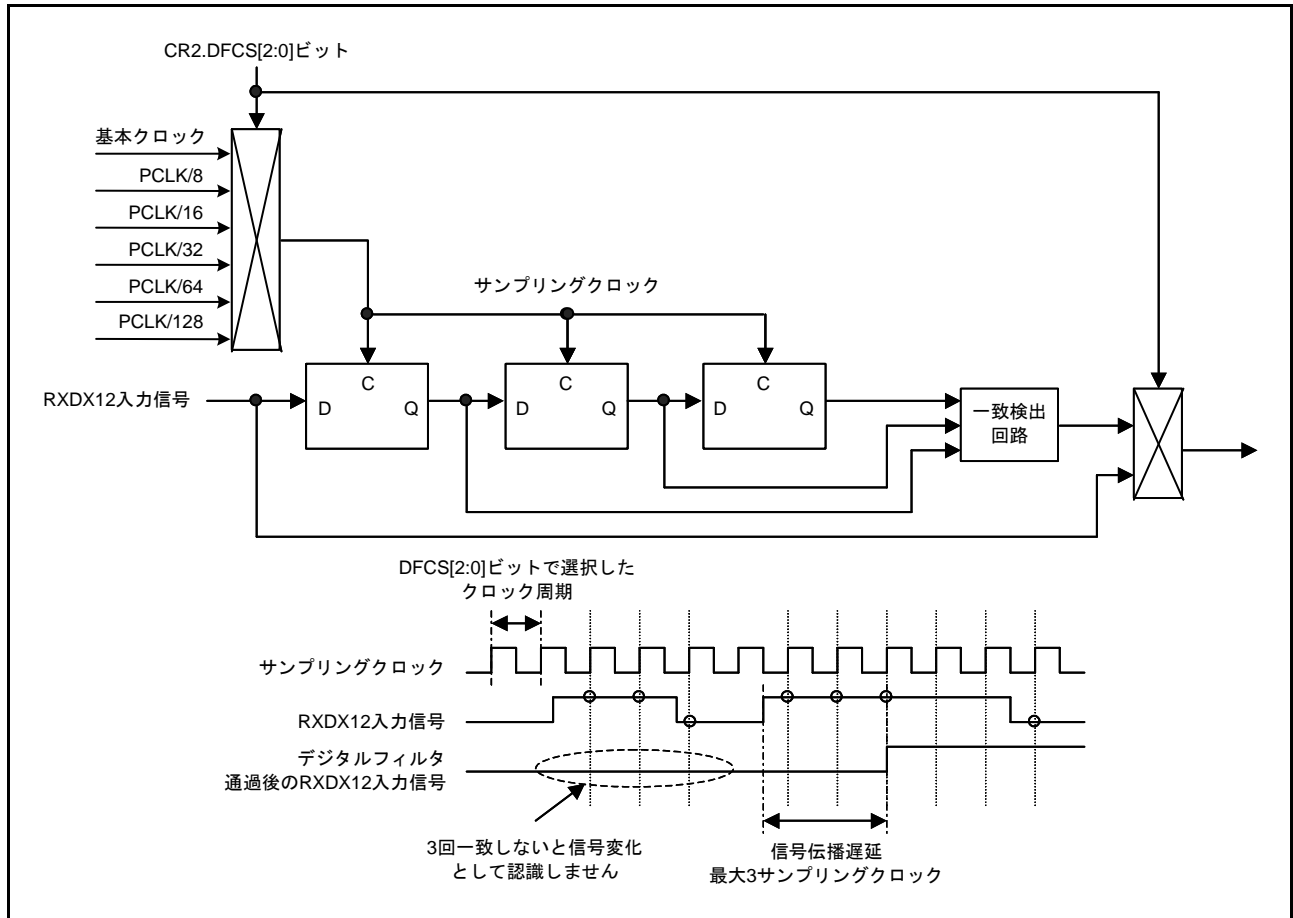 CR2.DFCS[2:0]ビット
基本クロック
PCLK/8
PCLK/16
PCLK/32
PCLK/64
PCLK/128
サンプリングクロック
RXDX12入力信号
C
D
Q
C
D
Q
C
D
Q
一致検出
回路
DFCS[2:0]ビットで選択した
クロック周期
サンプリングクロック
RXDX12入力信号
デジタルフィルタ
通過後のRXDX12入力信号
3回一致しないと信号変化
として認識しません
信号伝播遅延
最大3サンプリングクロック